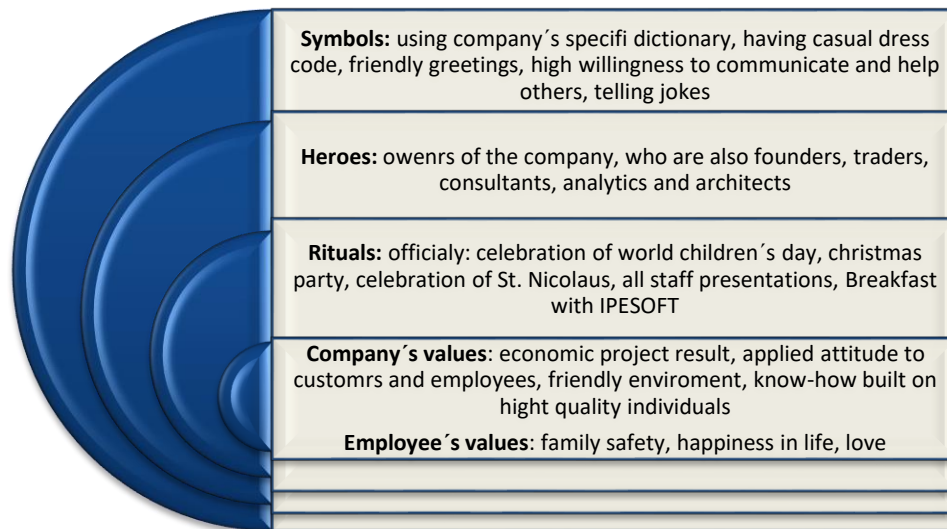 Symbols: using company´s specifi dictionary, having casual dress
code, friendly greetings, high willingness to communicate and help
others, telling jokes
Heroes: owenrs of the company, who are also founders, traders,
consultants, analytics and architects
Rituals: officialy: celebration of world children´s day, christmas
party, celebration of St. Nicolaus, all staff presentations, Breakfast
with IPESOFT
Company´s values: economic project result, applied attitude to
customrs and employees, friendly enviroment, know-how built on
hight quality individuals
Employee´s values: family safety, happiness in life, love